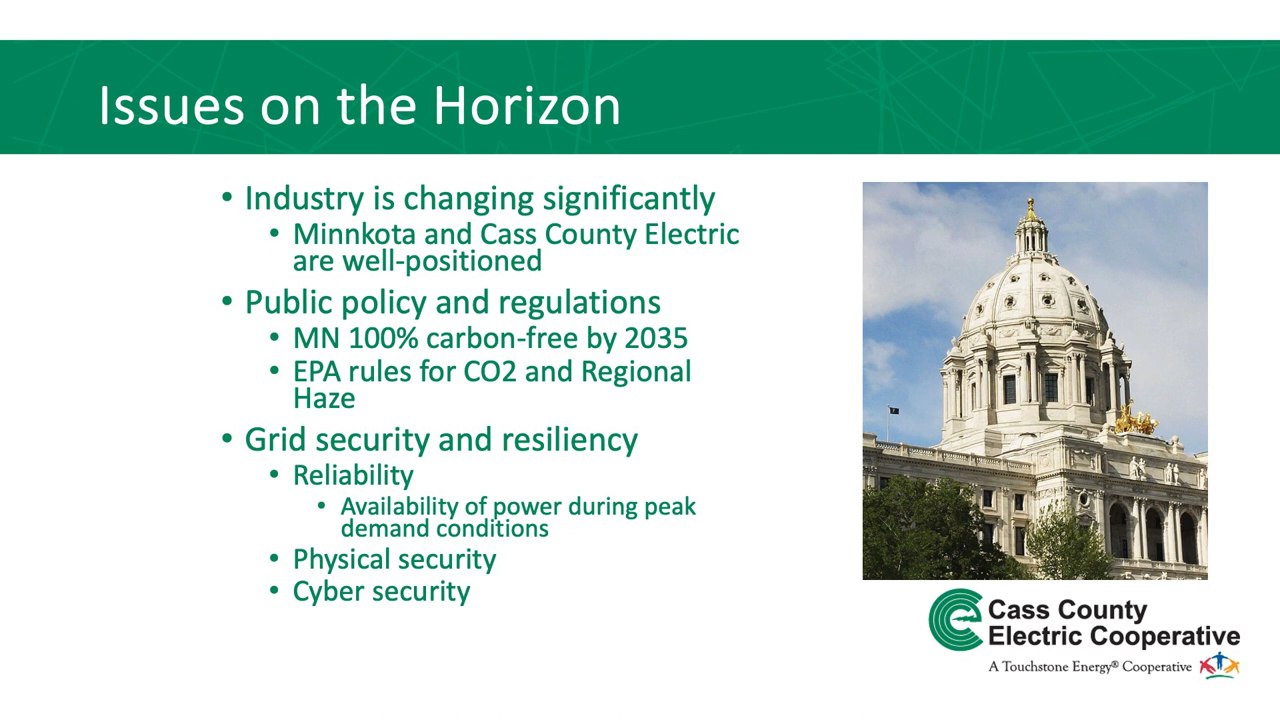 Issues on the Horizon
• Industry is changing significantly
• Minnkota and Cass County Electric
are well-positioned
• Public policy and regulations
• MN 100% carbon-free by 2035
• EPA rules for CO2 and Regional
Haze
• Grid security and resiliency
• Reliability
• Availability of power during peak
demand conditions
• Physical security
• Cyber security
Cass County
Electric Cooperative
A Touchstone Energy® Cooperative